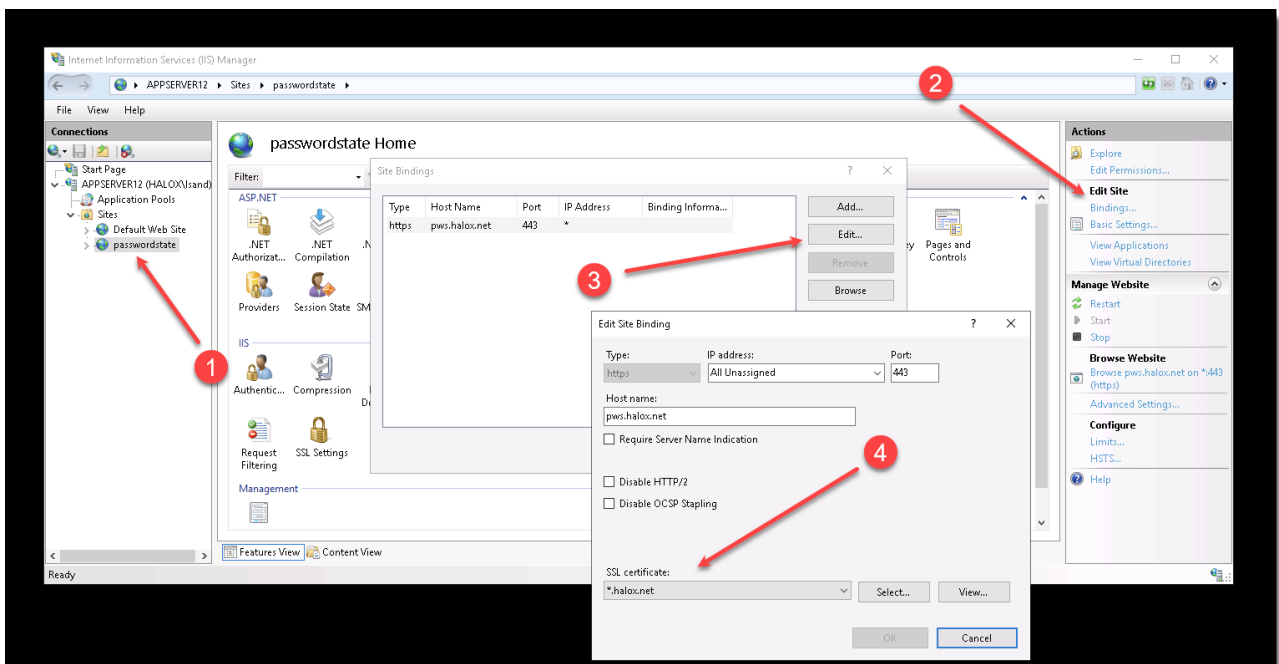 Internet Information Services (IIS) Manager
APPSERVER12 Sites passwordstate
File View Help
Connections
Start Page
APPSERVER12 (HALOX\lsand)
Application Pools
Sites
Default Web Site
passwordstate
1
passwordstate Home
Filter:
ASP.NET
.NET Authorizat...
.NET Compilation
Providers
Session State
SM
IIS
Authentic...
Compression
De
Request Filtering
SSL Settings
Management
Pages and Controls
Features View Content View
Ready
Site Bindings
? ×
Type Host Name Port IP Address Binding Informa...
https pws.halox.net 443 *
Add...
Edit...
Remove
Browse
3
Edit Site Binding
? ×
Type: IP address: Port:
https All Unassigned 443
Host name:
pws.halox.net
Require Server Name Indication
4
Disable HTTP/2
Disable OCSP Stapling
SSL certificate:
*.halox.net
Select... View...
OK Cancel
2
Actions
Explore
Edit Permissions...
Edit Site
Bindings...
Basic Settings...
View Applications
View Virtual Directories
Manage Website
Restart
Start
Stop
Browse Website
Browse pws.halox.net on *:443
(https)
Advanced Settings...
Configure
Limits...
HSTS...
Help